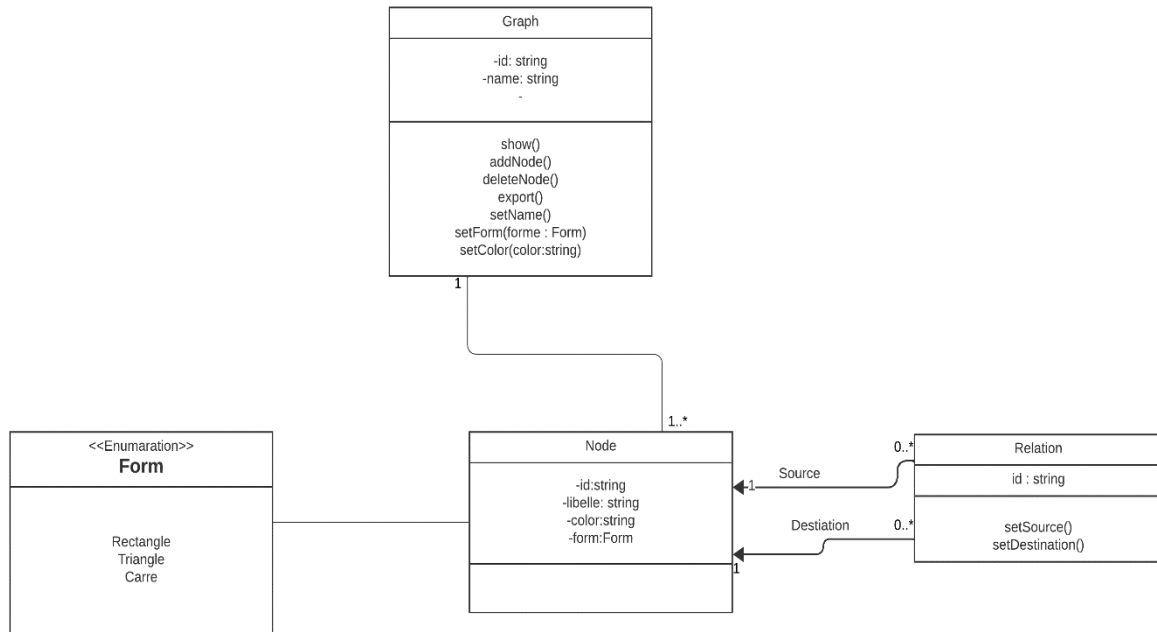 Graph
-id: string
-name: string
-
show()
addNode()
deleteNode()
export()
setName()
setForm(forme : Form)
setColor(color:string)
1
1..*
<<Enumaration>>
Form
Rectangle
Triangle
Carre
Node
-id:string
-libelle: string
-color:string
-form:Form
Source
1
0..*
Destiation
1
0..*
Relation
id : string
setSource()
setDestination()